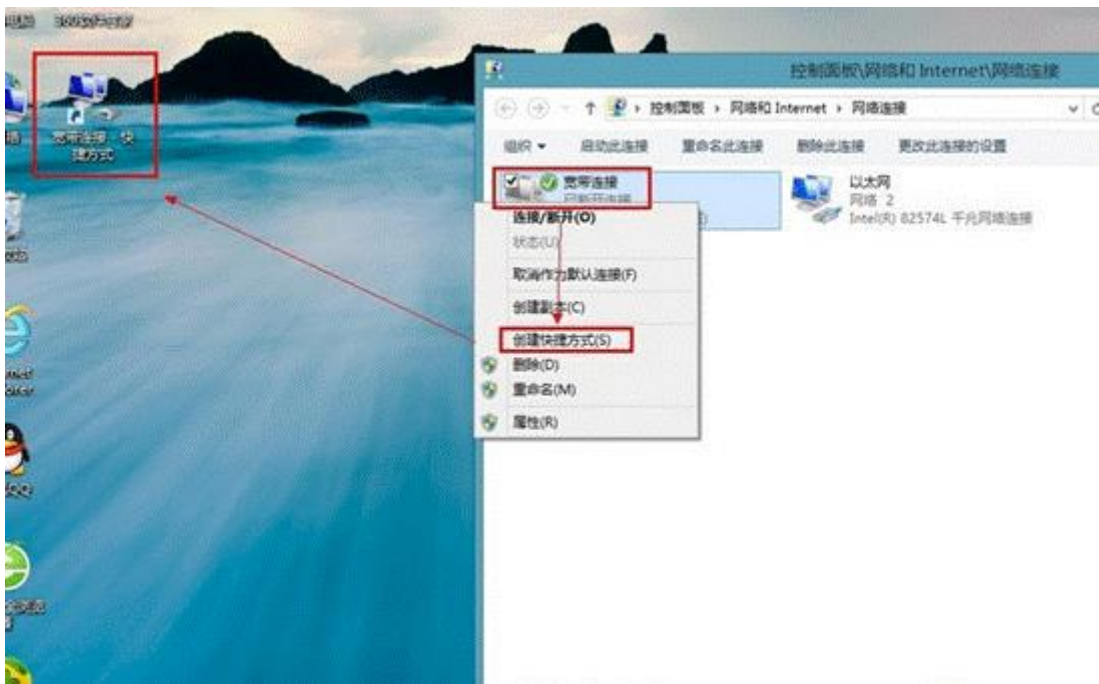 宽带连接 - 快
捷方式
控制面板\网络和 Internet\网络连接
控制面板 网络和 Internet 网络连接
组织 启动此连接 重命名此连接 删除此连接 更改此连接的设置
宽带连接
已断开连接
以太网
网络 2
Intel(R) 82574L 千兆网络连接
连接/断开(O)
状态(U)
取消作为默认连接(F)
创建副本(C)
创建快捷方式(S)
删除(D)
重命名(M)
属性(R)
QQ